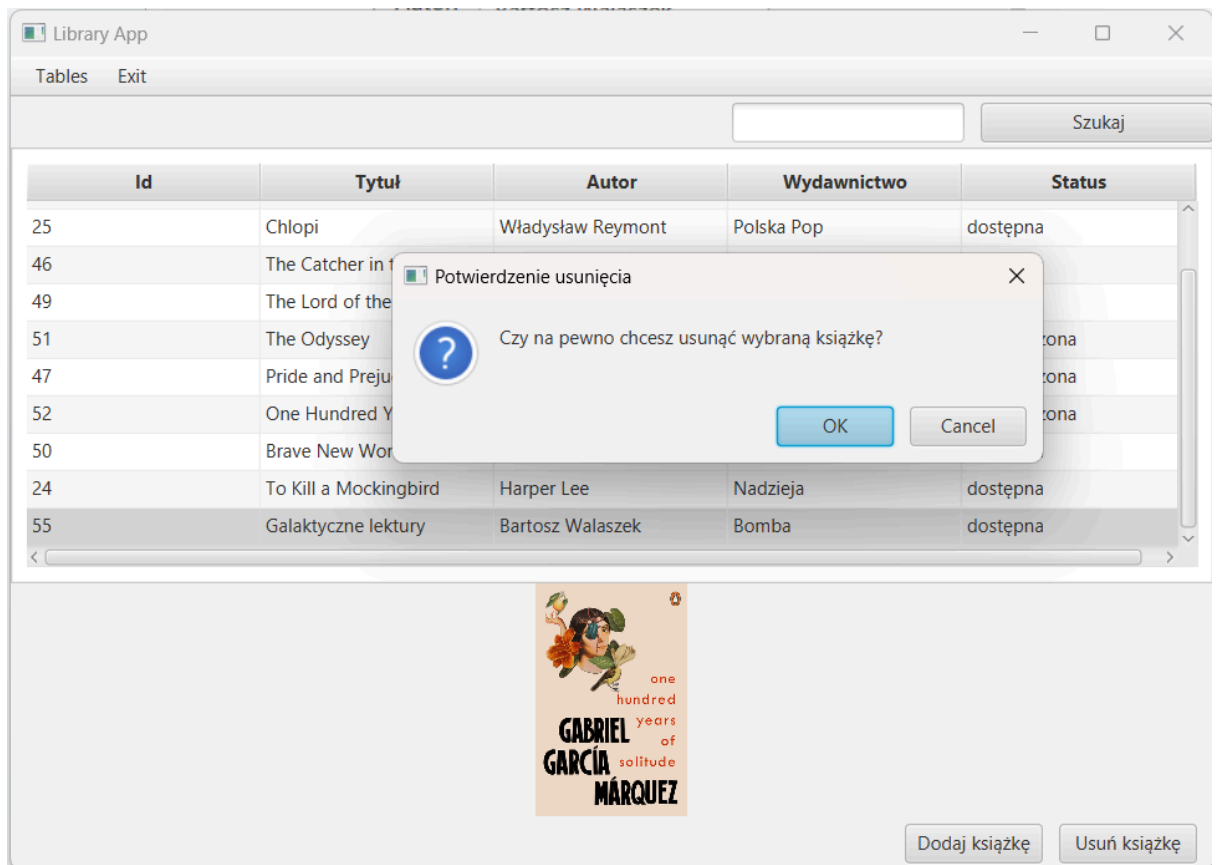 Library App
Tables Exit
Szukaj
Id Tytuł Autor Wydawnictwo Status
25 Chlopi Władysław Reymont Polska Pop dostępna
46 The Catcher in
49 The Lord of the
51 The Odyssey zona
47 Pride and Preju zona
52 One Hundred Y zona
50 Brave New Wor
24 To Kill a Mockingbird Harper Lee Nadzieja dostępna
55 Galaktyczne lektury Bartosz Walaszek Bomba dostępna
Potwierdzenie usunięcia
?
Czy na pewno chcesz usunąć wybraną książkę?
OK Cancel
one
hundred
years
of
solitude
GABRIEL
GARCÍA
MÁRQUEZ
Dodaj książkę Usuń książkę